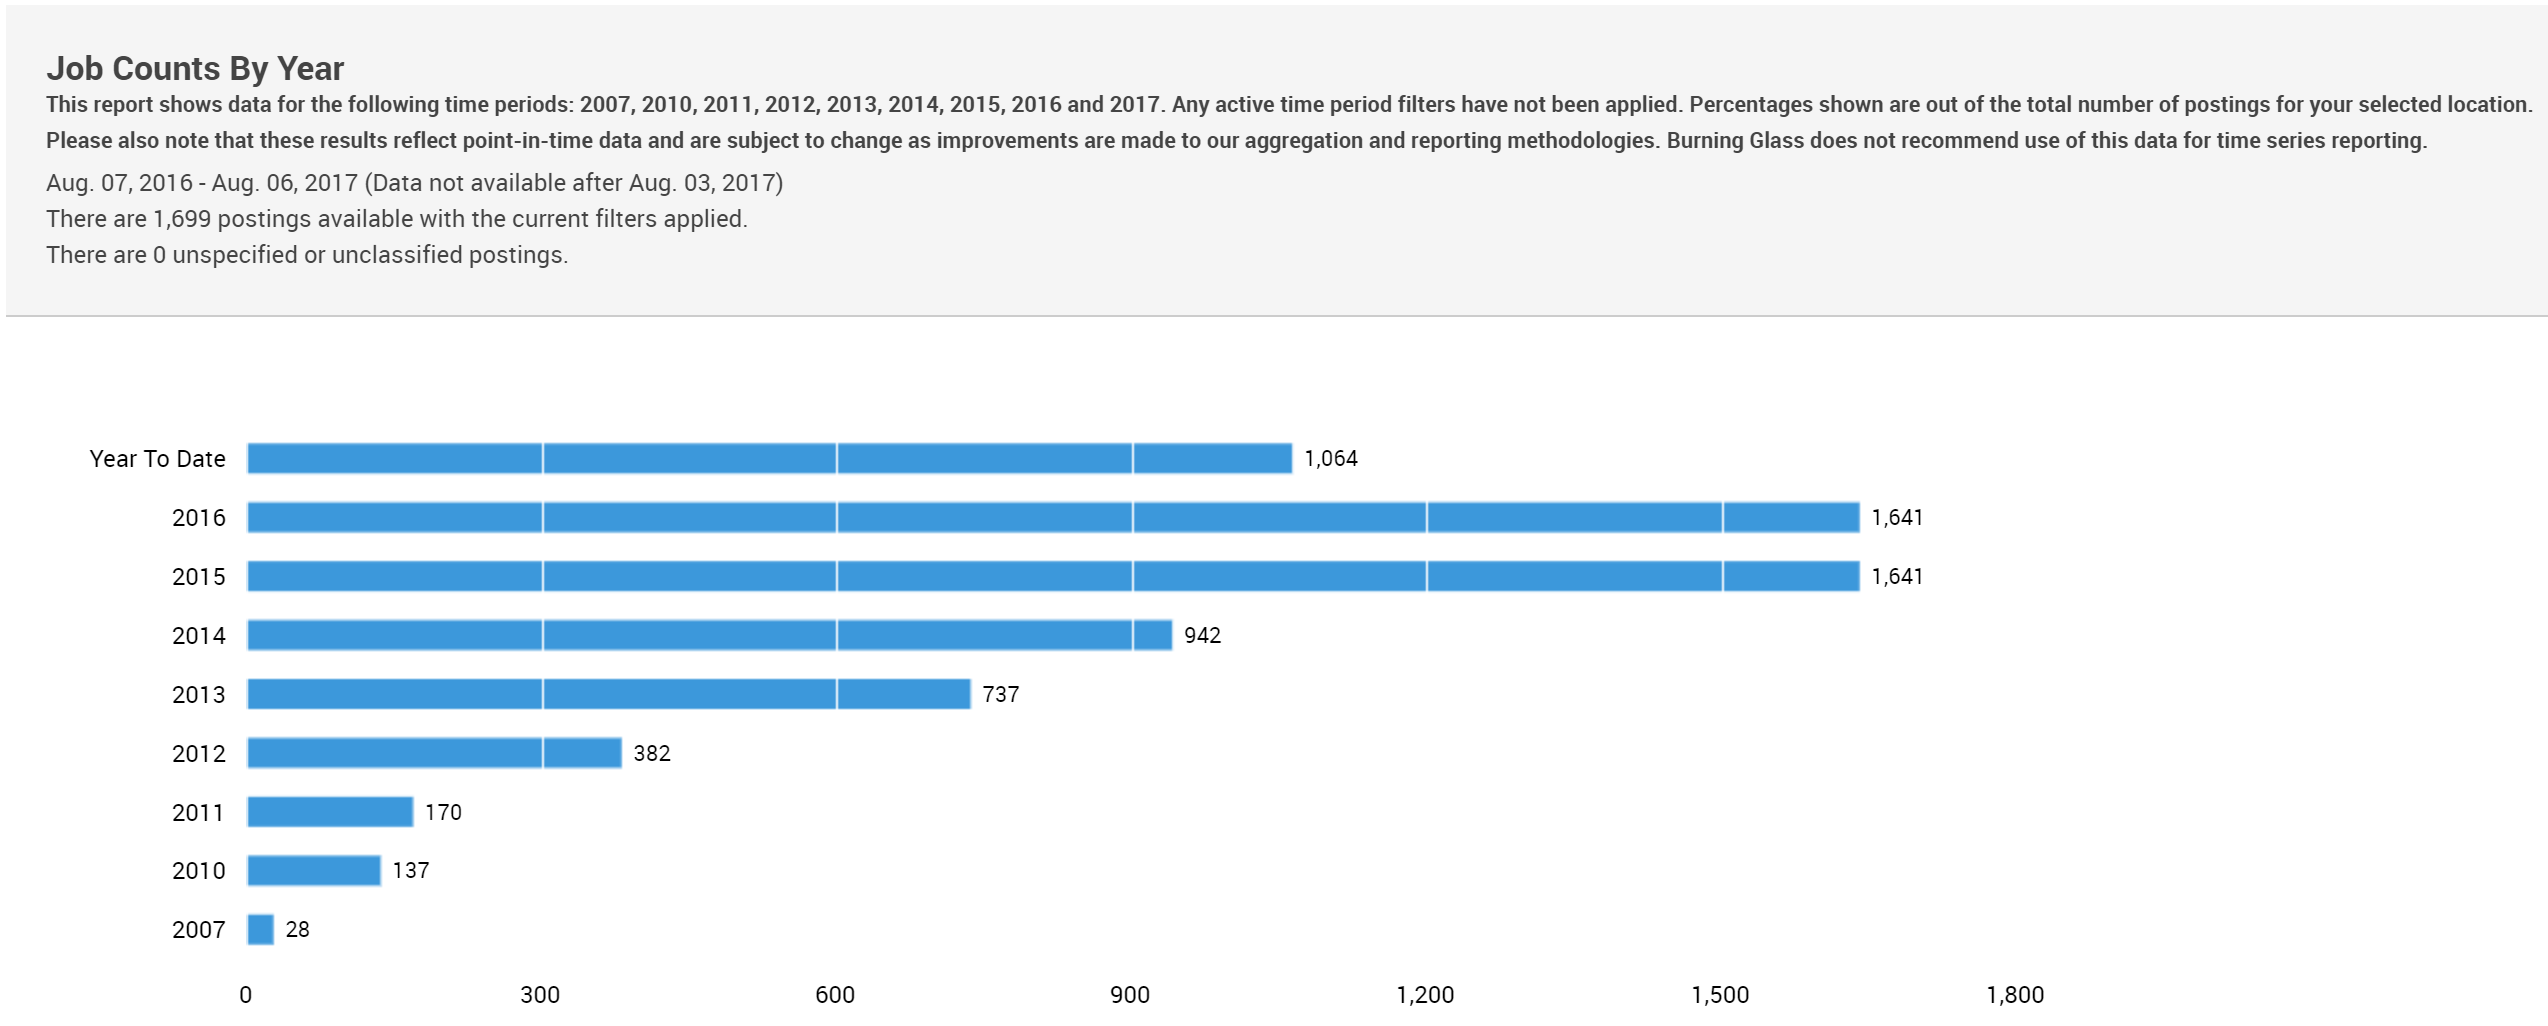 Job Counts By Year
This report shows data for the following time periods: 2007, 2010, 2011, 2012, 2013, 2014, 2015, 2016 and 2017. Any active time period filters have not been applied. Percentages shown are out of the total number of postings for your selected location.
Please also note that these results reflect point-in-time data and are subject to change as improvements are made to our aggregation and reporting methodologies. Burning Glass does not recommend use of this data for time series reporting.
Aug. 07, 2016 - Aug. 06, 2017 (Data not available after Aug. 03, 2017)
There are 1,699 postings available with the current filters applied.
There are 0 unspecified or unclassified postings.
Year To Date 1,064
2016 1,641
2015 1,641
2014 942
2013 737
2012 382
2011 170
2010 137
2007 28
0 300 600 900 1,200 1,500 1,800